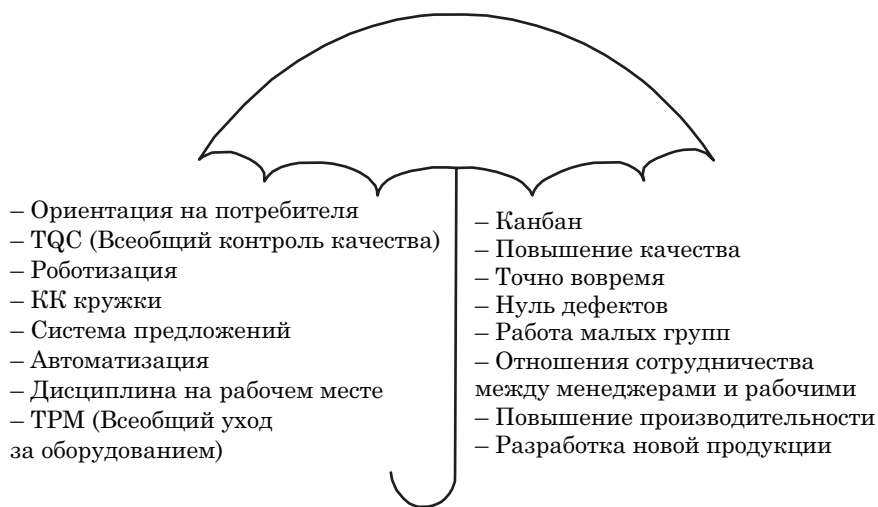 – Ориентация на потребителя
– TQC (Всеобщий контроль качества)
– Роботизация
– КК кружки
– Система предложений
– Автоматизация
– Дисциплина на рабочем месте
– ТРМ (Всеобщий уход
за оборудованием)
– Канбан
– Повышение качества
– Точно вовремя
– Нуль дефектов
– Работа малых групп
– Отношения сотрудничества
между менеджерами и рабочими
– Повышение производительности
– Разработка новой продукции